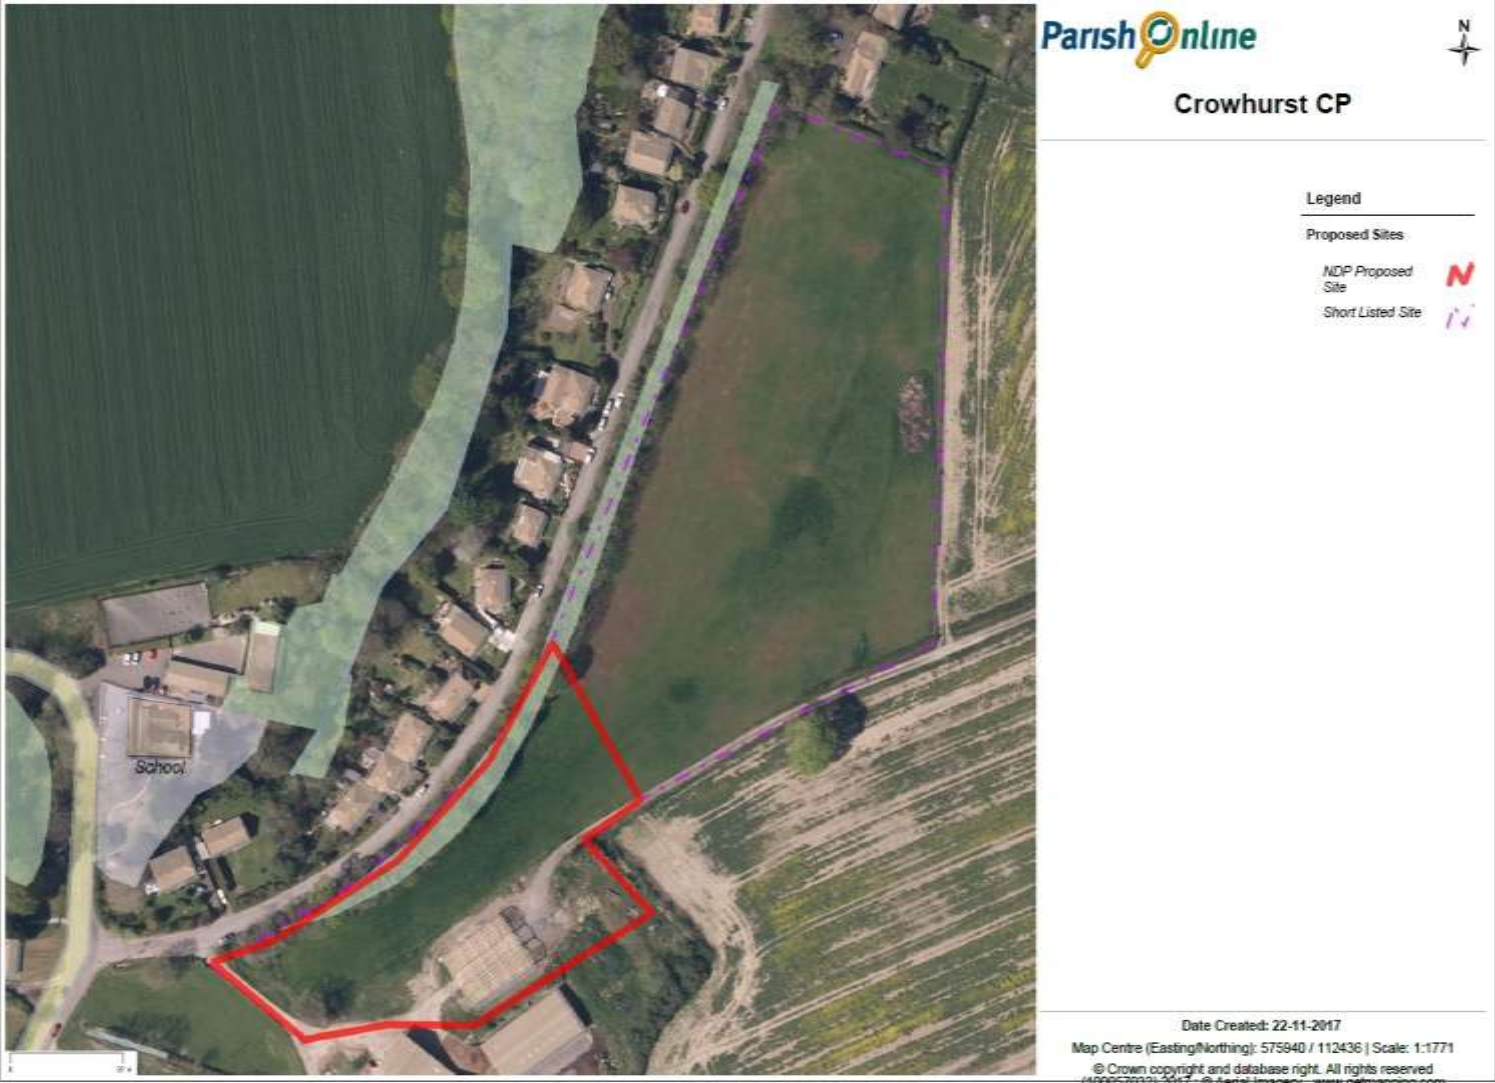 Parish Online
N
Crowhurst CP
Legend
Proposed Sites
NDP Proposed
Site
Short Listed Site
School
Date Created: 22-11-2017
Map Centre (Easting/Northing): 575940 / 112436 | Scale: 1:1771
© Crown copyright and database right. All rights reserved